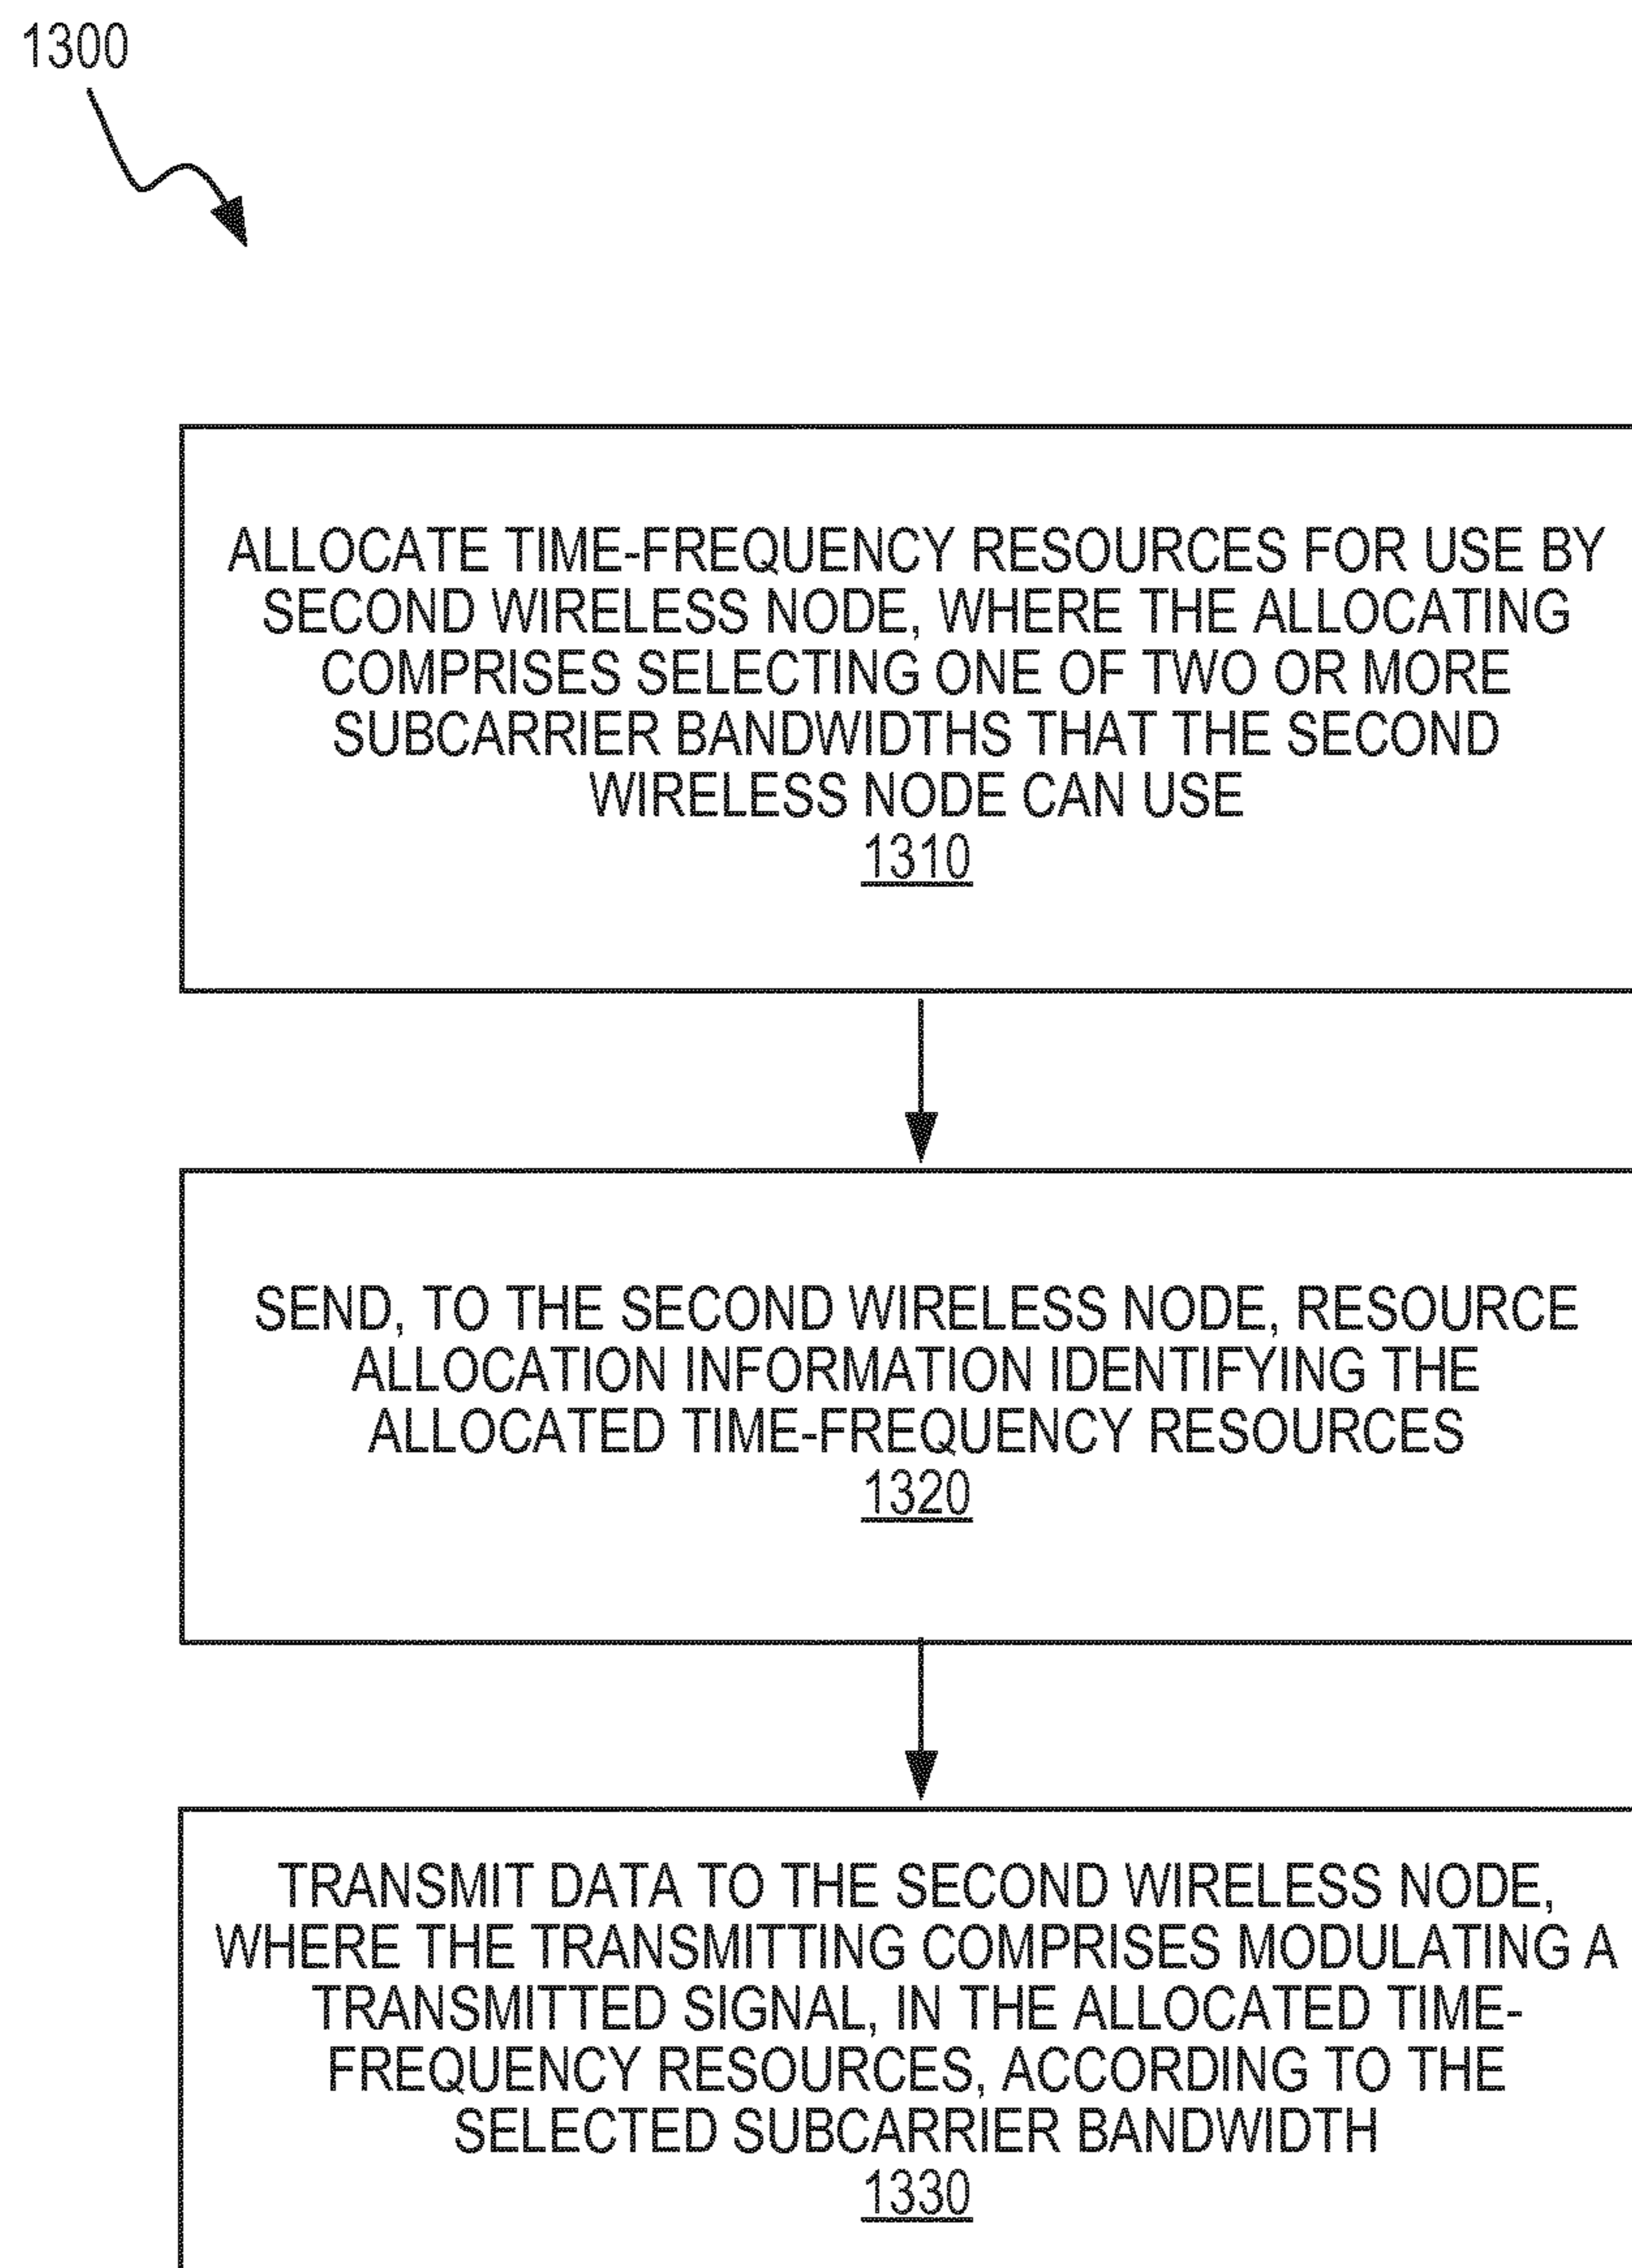 1300
ALLOCATE TIME-FREQUENCY RESOURCES FOR USE BY
SECOND WIRELESS NODE, WHERE THE ALLOCATING
COMPRISES SELECTING ONE OF TWO OR MORE
SUBCARRIER BANDWIDTHS THAT THE SECOND
WIRELESS NODE CAN USE
1310
SEND, TO THE SECOND WIRELESS NODE, RESOURCE
ALLOCATION INFORMATION IDENTIFYING THE
ALLOCATED TIME-FREQUENCY RESOURCES
1320
TRANSMIT DATA TO THE SECOND WIRELESS NODE,
WHERE THE TRANSMITTING COMPRISES MODULATING A
TRANSMITTED SIGNAL, IN THE ALLOCATED TIME-
FREQUENCY RESOURCES, ACCORDING TO THE
SELECTED SUBCARRIER BANDWIDTH
1330